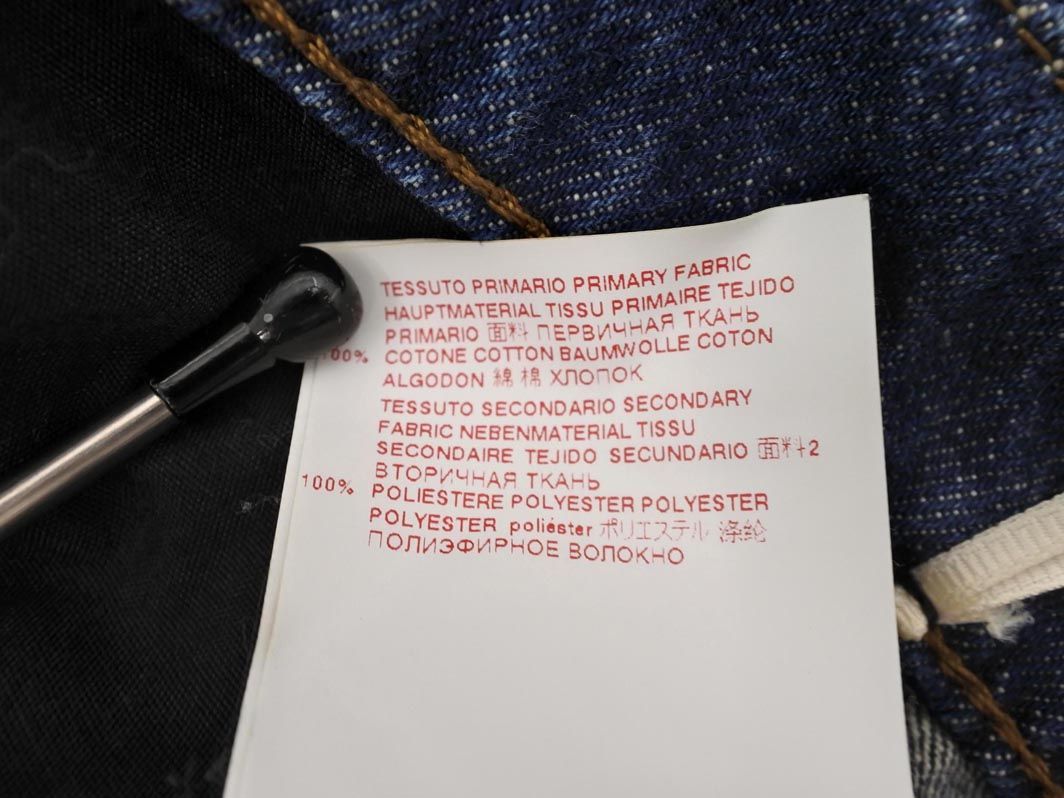 TESSUTO PRIMARIO PRIMARY FABRIC
HAUPTMATERIAL TISSU PRIMAIRE TEJIDO
PRIMARIO 面料 ПЕРВИЧНАЯ ТКАНЬ
100% COTONE COTTON BAUMWOLLE COTON
ALGODON 綿 棉 ХЛОПОК
TESSUTO SECONDARIO SECONDARY
FABRIC NEBENMATERIAL TISSU
SECONDAIRE TEJIDO SECUNDARIO 面料2
ВТОРИЧНАЯ ТКАНЬ
100% POLIESTERE POLYESTER POLYESTER
POLYESTER poliéster ポリエステル 涤纶
ПОЛИЭФИРНОЕ ВОЛОКНО